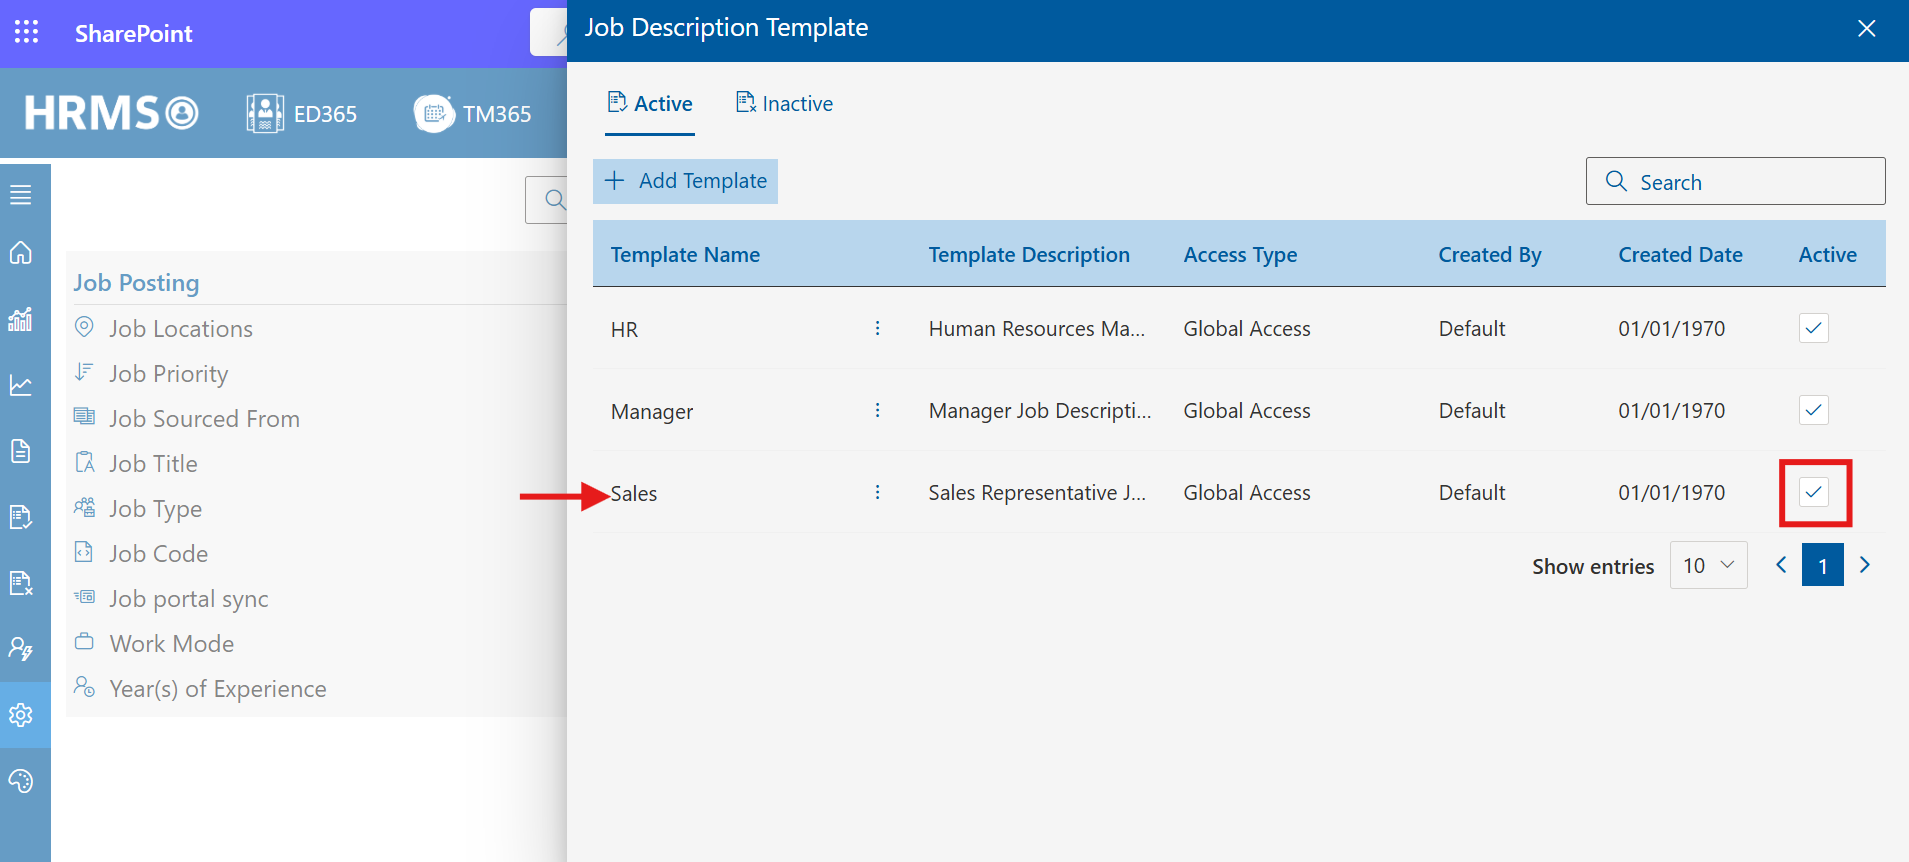 SharePoint
Job Description Template
HRMS
ED365
TM365
Active
Inactive
Add Template
Search
Template Name
Template Description
Access Type
Created By
Created Date
Active
HR
Human Resources Ma...
Global Access
Default
01/01/1970
Manager
Manager Job Descripti...
Global Access
Default
01/01/1970
Sales
Sales Representative J...
Global Access
Default
01/01/1970
Show entries
10
1
Job Posting
Job Locations
Job Priority
Job Sourced From
Job Title
Job Type
Job Code
Job portal sync
Work Mode
Year(s) of Experience